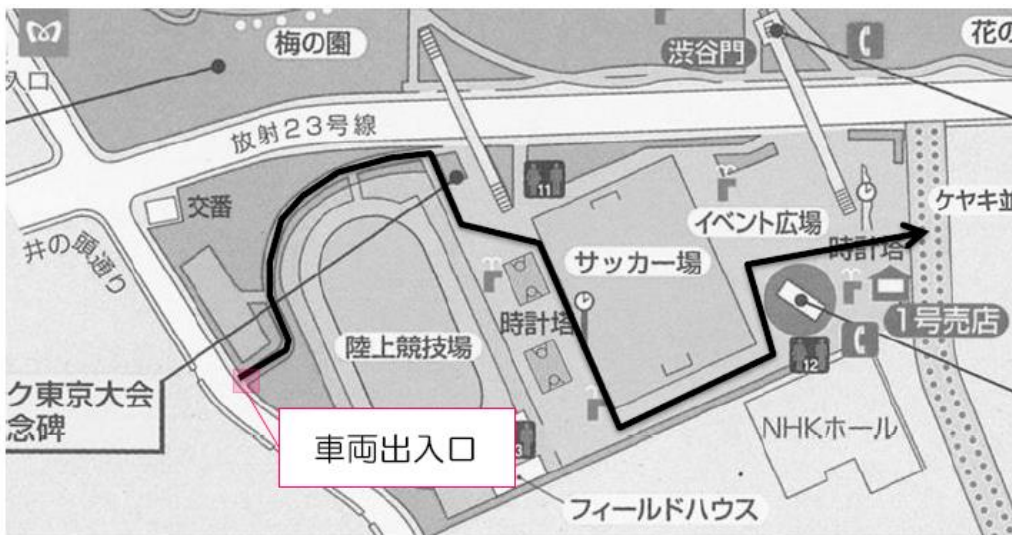 梅の園
渋谷門
花の
入口
放射23号線
交番
11
ケヤキ並
井の頭通り
イベント広場
サッカー場
時計塔
時計塔
1号売店
陸上競技場
12
ク東京大会
念碑
車両出入口
3
NHKホール
フィールドハウス